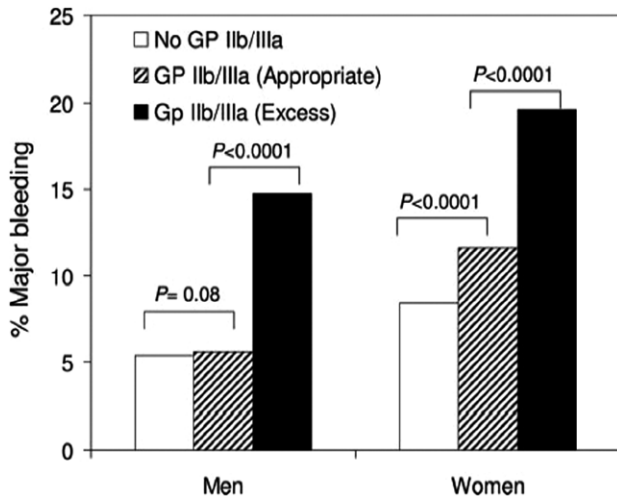 25
20
15
10
5
0
% Major bleeding
No GP IIb/IIIa
GP IIb/IIIa (Appropriate)
Gp IIb/IIIa (Excess)
P= 0.08
P<0.0001
P<0.0001
P<0.0001
Men
Women